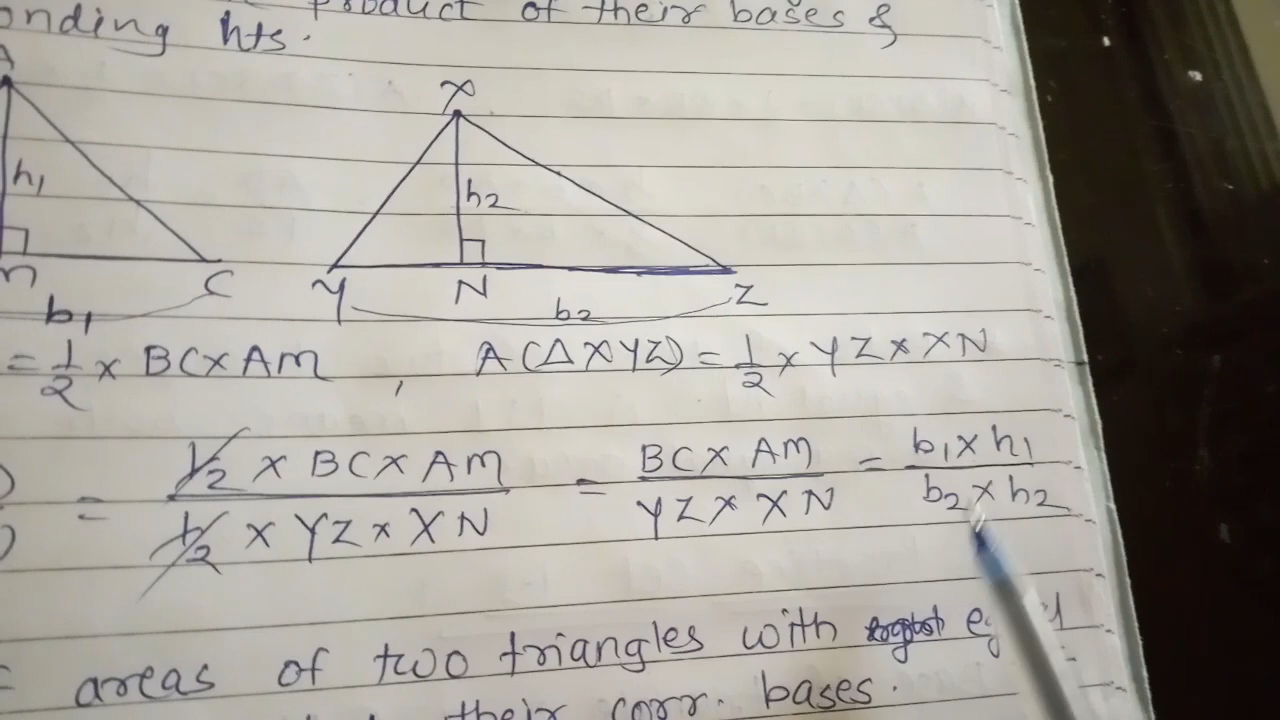 product of their bases &
onding hts.
A
X
h1
h2
M C Y N Z
b1 b2
= 1/2 × BC × AM , A(ΔXYZ) = 1/2 × YZ × XN
) = 1/2 × BC × AM / 1/2 × YZ × XN = BC × AM / YZ × XN = b1 × h1 / b2 × h2
areas of two triangles with
their corr. bases.